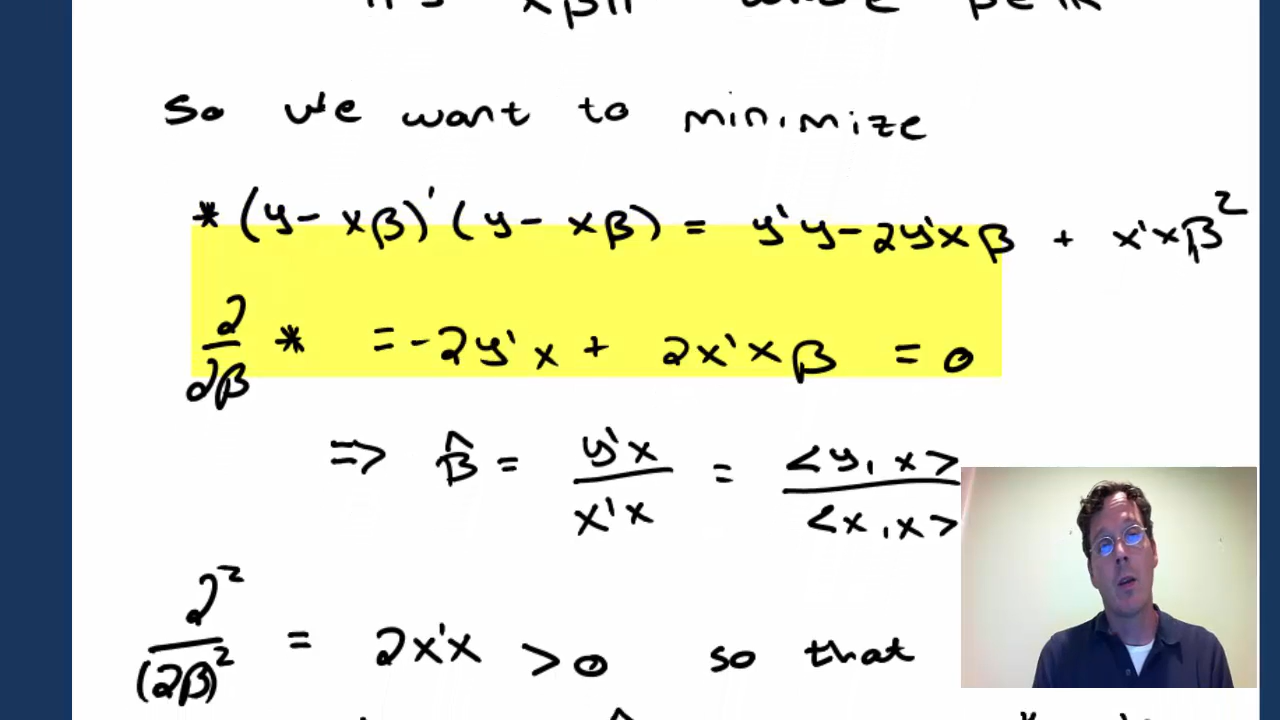 xβ||
So we want to minimize
* (y - xβ)' (y - xβ) = y'y - 2y'xβ + x'xβ²
∂/∂β * = -2y'x + 2x'xβ = 0
=> β̂ = y'x / x'x = <y, x> / <x, x>
∂² / (∂β)² = 2x'x > 0 so that